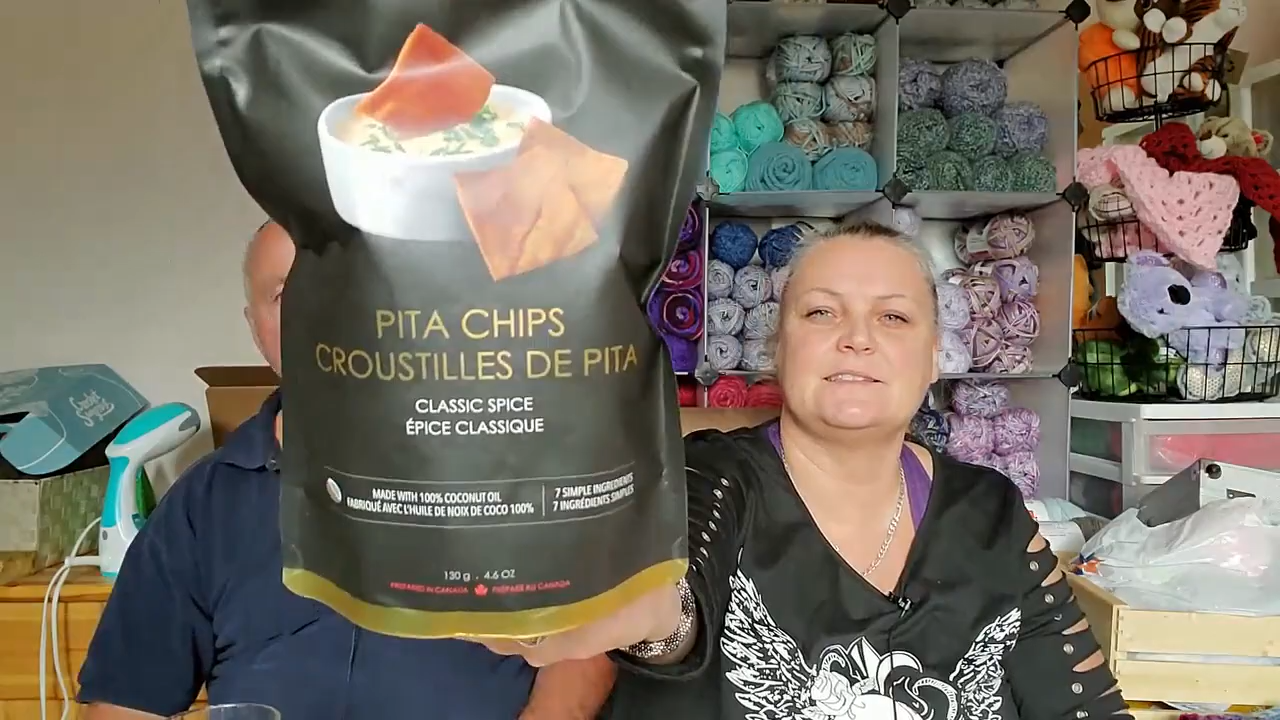 PITA CHIPS
CROUSTILLES DE PITA
CLASSIC SPICE
ÉPICE CLASSIQUE
MADE WITH 100% COCONUT OIL
FABRIQUÉ AVEC L'HUILE DE NOIX DE COCO 100%
7 SIMPLE INGREDIENTS
7 INGRÉDIENTS SIMPLES
130 g . 4.6 OZ
PREPARED IN CANADA PRÉPARÉ AU CANADA